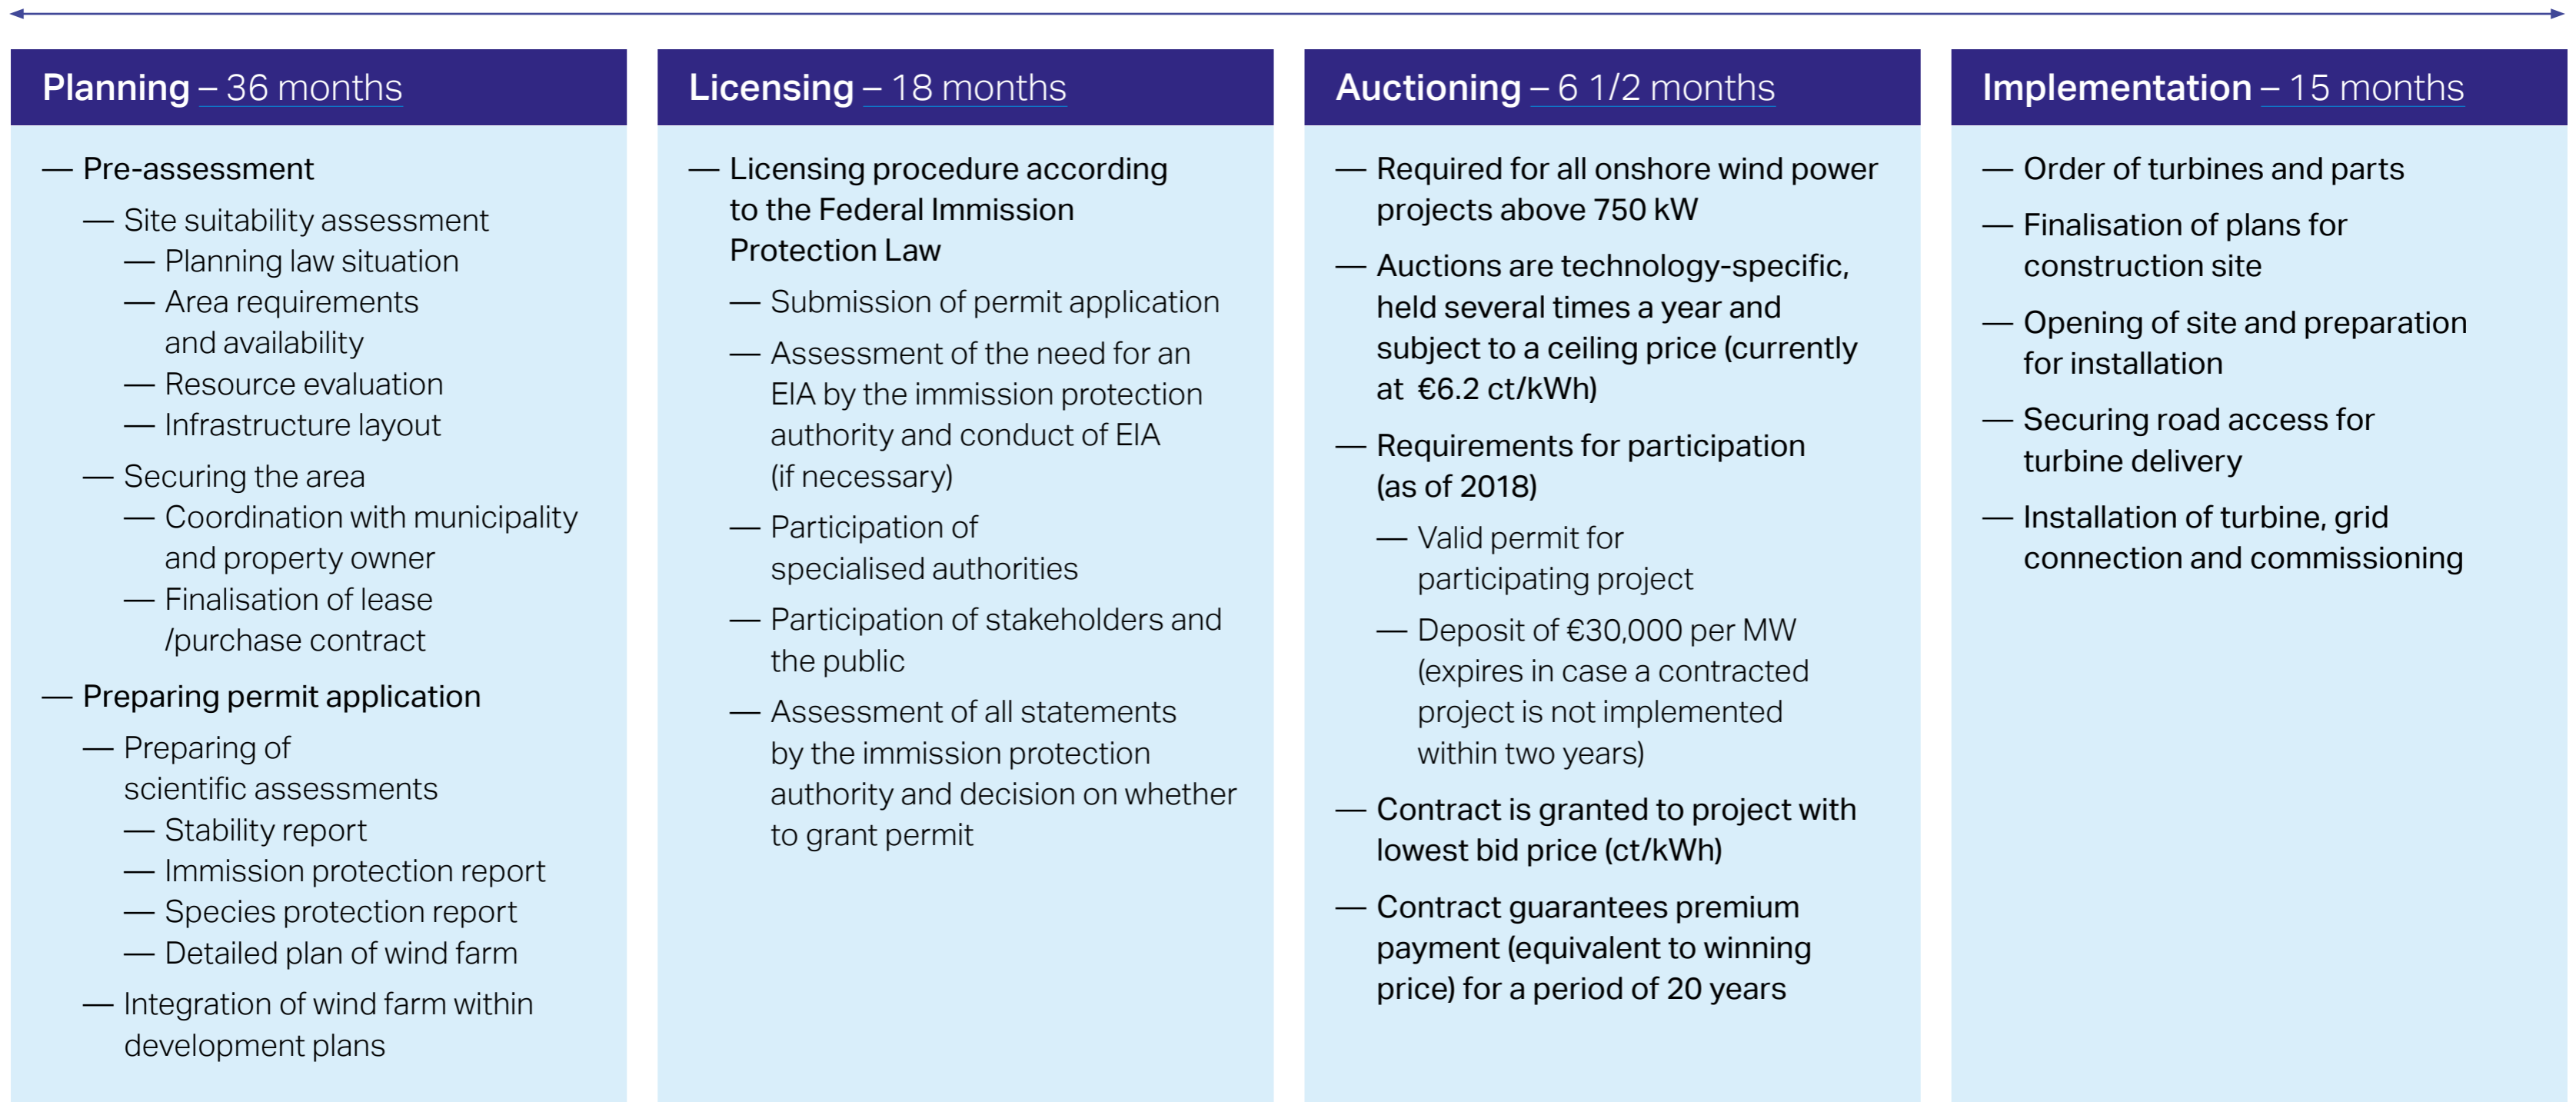 Planning – 36 months
— Pre-assessment
— Site suitability assessment
— Planning law situation
— Area requirements
and availability
— Resource evaluation
— Infrastructure layout
— Securing the area
— Coordination with municipality
and property owner
— Finalisation of lease
/purchase contract
— Preparing permit application
— Preparing of
scientific assessments
— Stability report
— Immission protection report
— Species protection report
— Detailed plan of wind farm
— Integration of wind farm within
development plans
Licensing – 18 months
— Licensing procedure according
to the Federal Immission
Protection Law
— Submission of permit application
— Assessment of the need for an
EIA by the immission protection
authority and conduct of EIA
(if necessary)
— Participation of
specialised authorities
— Participation of stakeholders and
the public
— Assessment of all statements
by the immission protection
authority and decision on whether
to grant permit
Auctioning – 6 1/2 months
— Required for all onshore wind power
projects above 750 kW
— Auctions are technology-specific,
held several times a year and
subject to a ceiling price (currently
at €6.2 ct/kWh)
— Requirements for participation
(as of 2018)
— Valid permit for
participating project
— Deposit of €30,000 per MW
(expires in case a contracted
project is not implemented
within two years)
— Contract is granted to project with
lowest bid price (ct/kWh)
— Contract guarantees premium
payment (equivalent to winning
price) for a period of 20 years
Implementation – 15 months
— Order of turbines and parts
— Finalisation of plans for
construction site
— Opening of site and preparation
for installation
— Securing road access for
turbine delivery
— Installation of turbine, grid
connection and commissioning